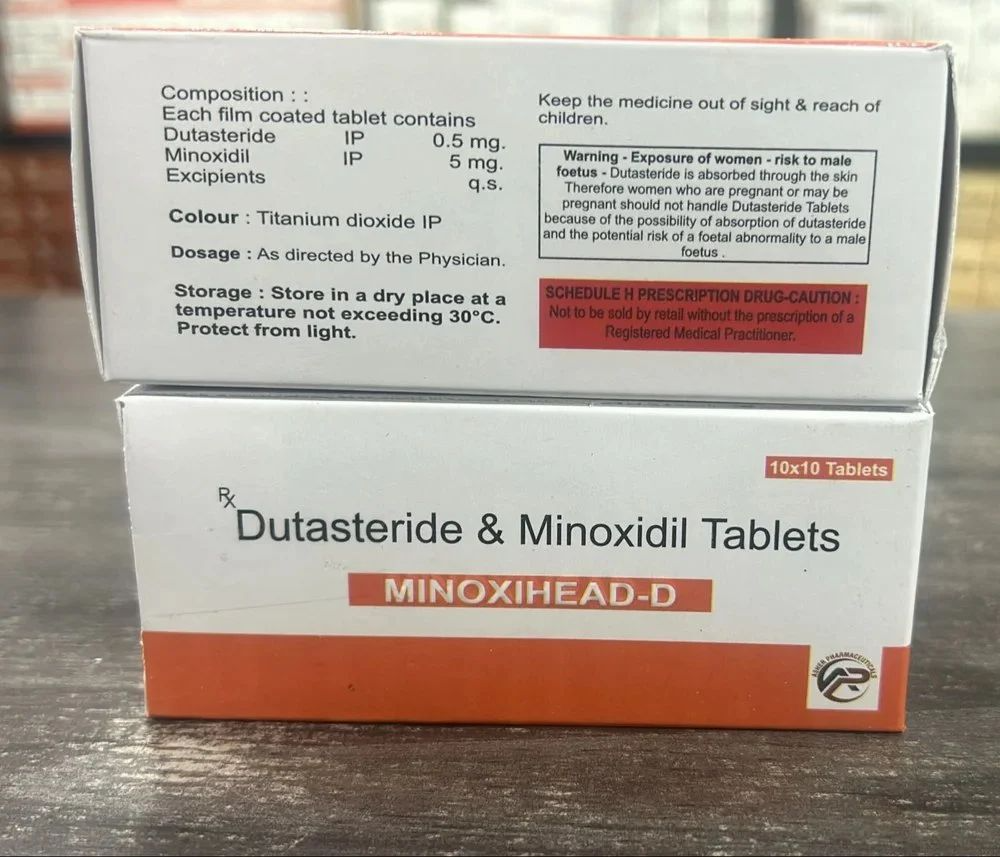 Composition : :
Each film coated tablet contains
Dutasteride IP 0.5 mg.
Minoxidil IP 5 mg.
Excipients q.s.
Colour : Titanium dioxide IP
Dosage : As directed by the Physician.
Storage : Store in a dry place at a
temperature not exceeding 30°C.
Protect from light.
Keep the medicine out of sight & reach of
children.
Warning - Exposure of women - risk to male
foetus - Dutasteride is absorbed through the skin
Therefore women who are pregnant or may be
pregnant should not handle Dutasteride Tablets
because of the possibility of absorption of dutasteride
and the potential risk of a foetal abnormality to a male
foetus .
SCHEDULE H PRESCRIPTION DRUG-CAUTION :
Not to be sold by retail without the prescription of a
Registered Medical Practitioner.
10x10 Tablets
Rx
Dutasteride & Minoxidil Tablets
MINOXIHEAD-D
PHARMACEUTICALS